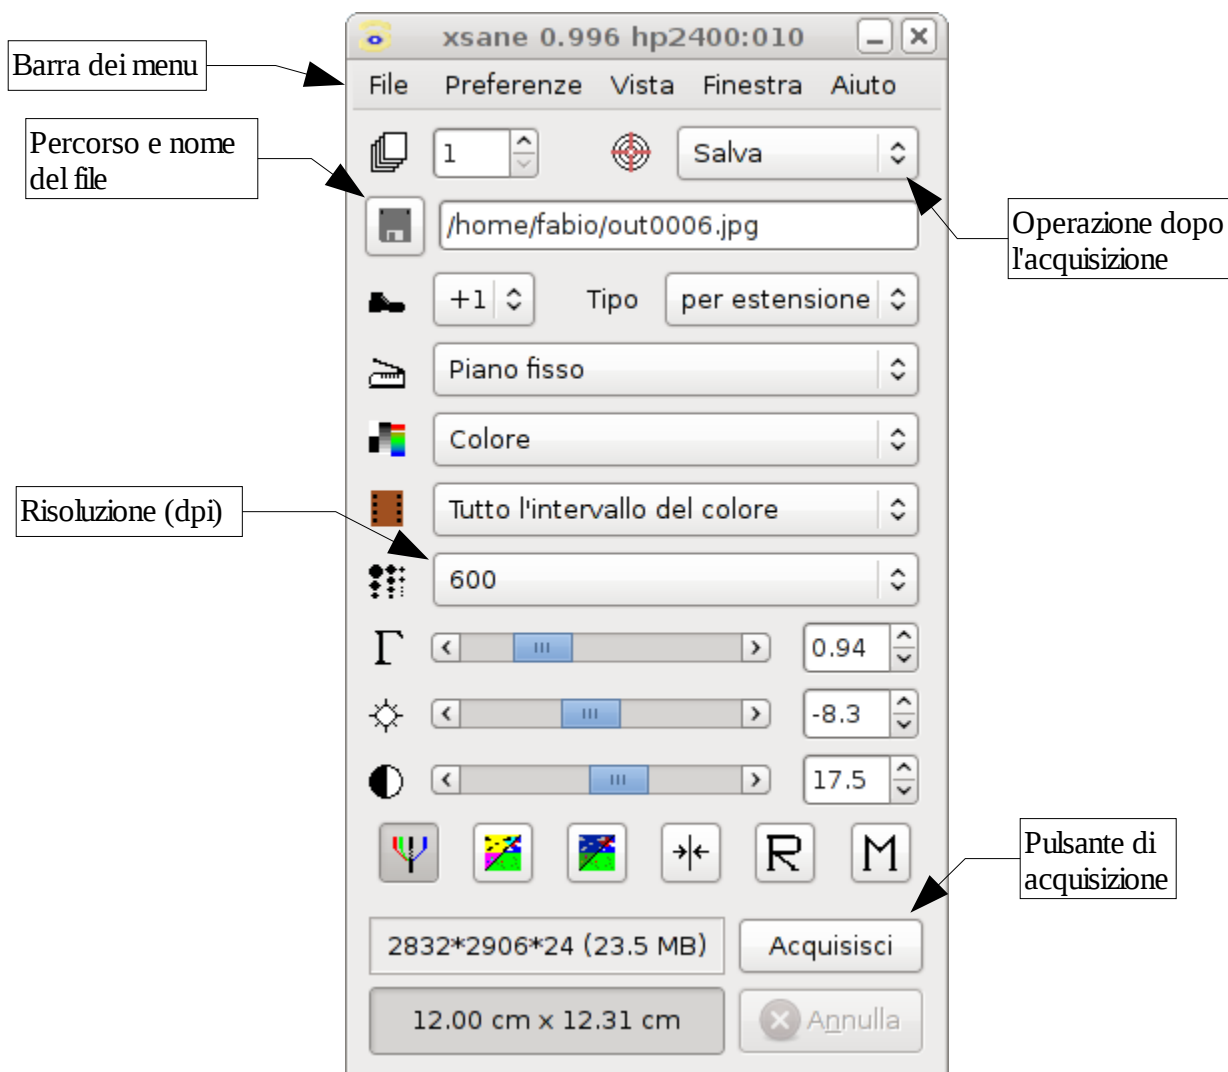 xsane 0.996 hp2400:010
Barra dei menu
File Preferenze Vista Finestra Aiuto
Percorso e nome
del file
1 Salva
/home/fabio/out0006.jpg
Operazione dopo
l'acquisizione
+1 Tipo per estensione
Piano fisso
Colore
Risoluzione (dpi)
Tutto l'intervallo del colore
600
0.94
-8.3
17.5
R M
Pulsante di
acquisizione
2832*2906*24 (23.5 MB) Acquisisci
12.00 cm x 12.31 cm Annulla